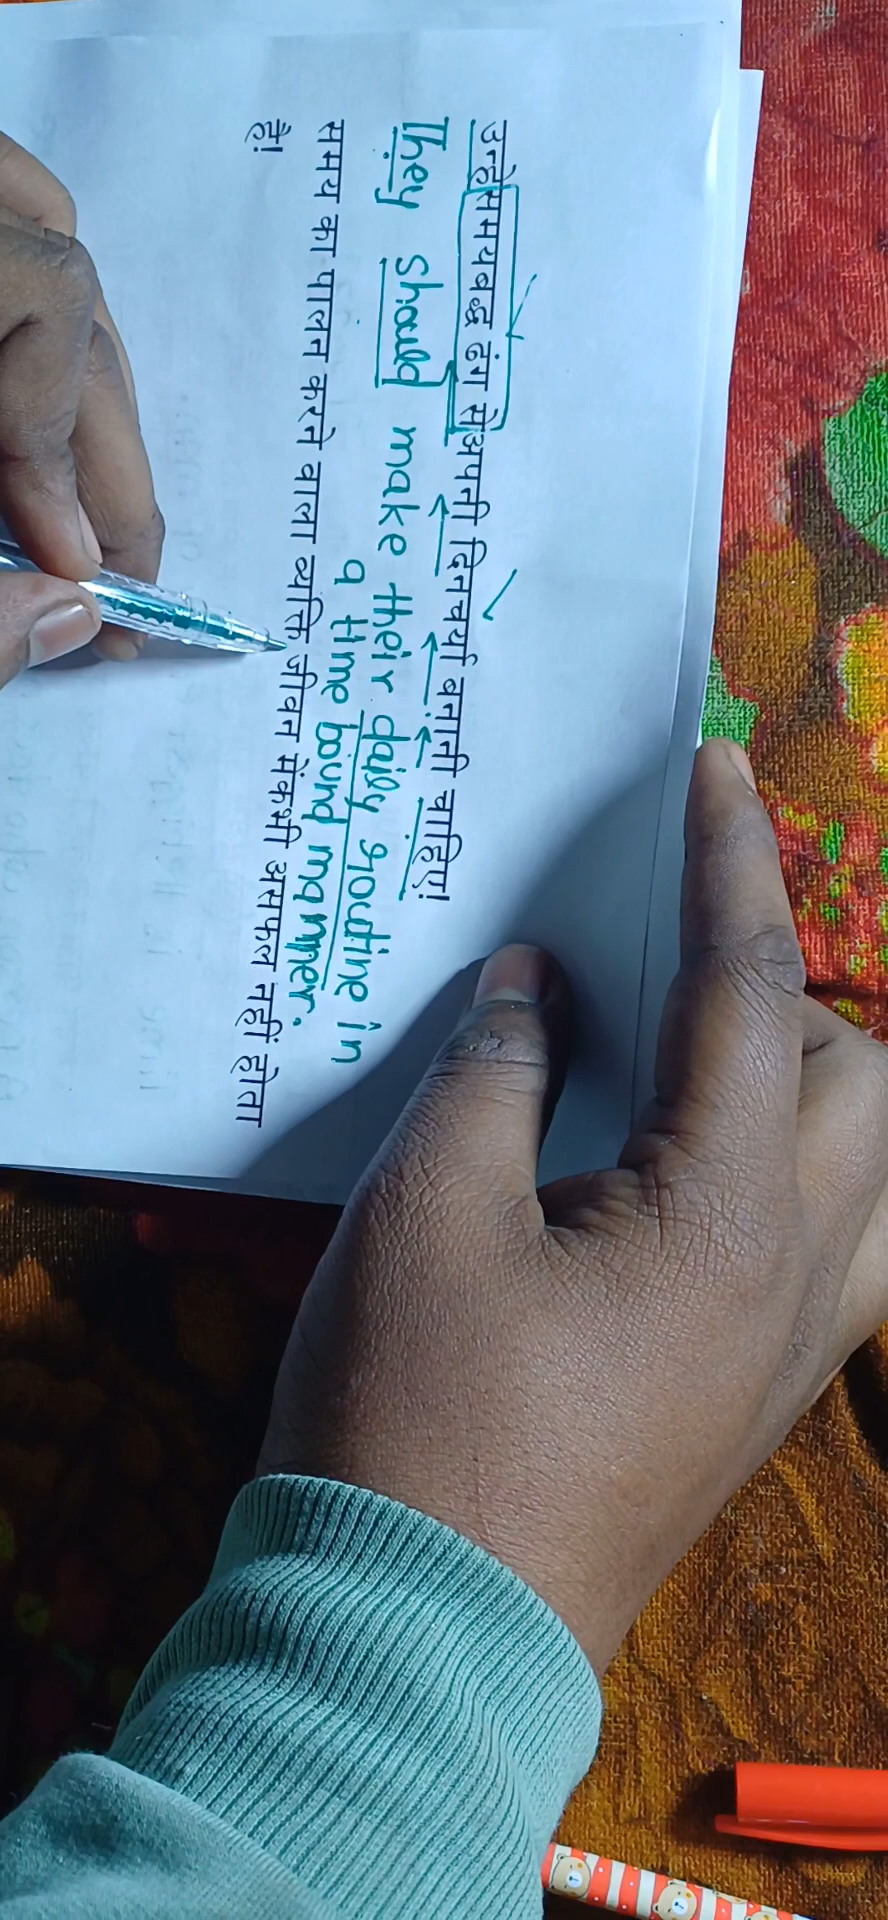 उन्हे समयबद्ध ढंग से अपनी दिनचर्या बनानी चाहिए!
They should make their daily routine in
a time bound manner.
समय का पालन करने वाला व्यक्ति जीवन में कभी असफल नहीं होता
है!